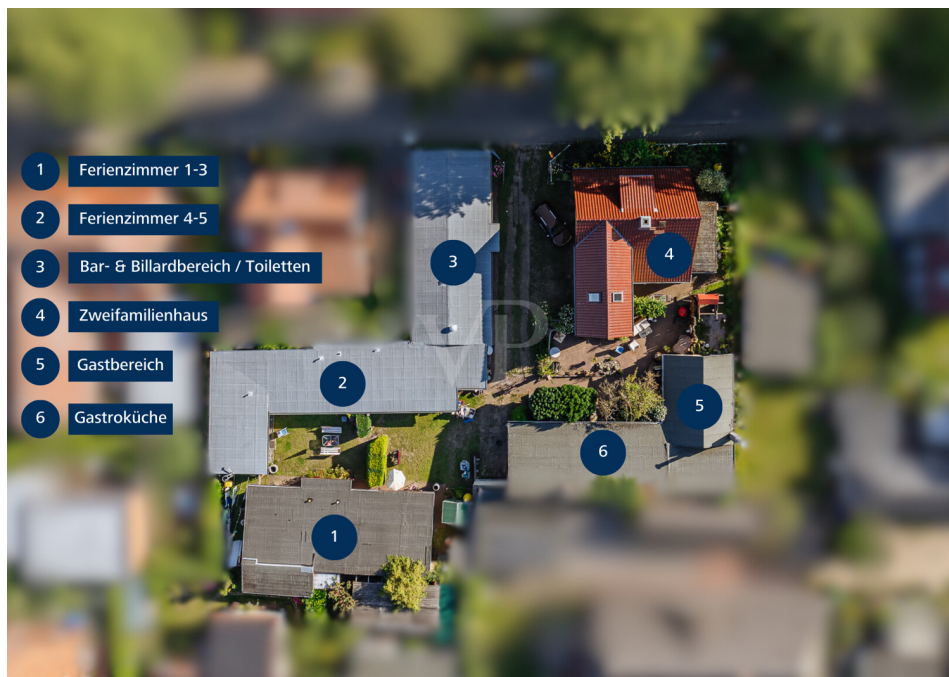 1 Ferienzimmer 1-3
2 Ferienzimmer 4-5
3 Bar- & Billardbereich / Toiletten
4 Zweifamilienhaus
5 Gastbereich
6 Gastroküche
3
4
VP
2
5
6
1